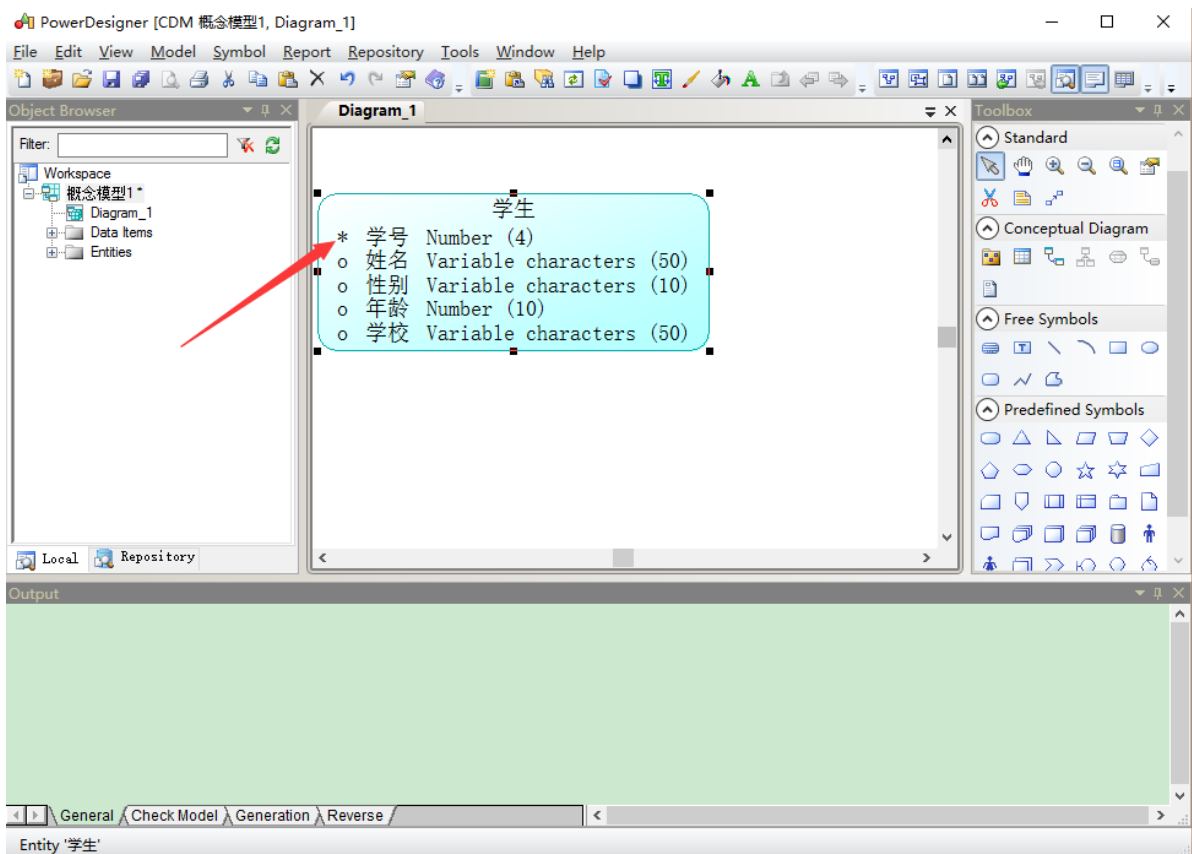 PowerDesigner [CDM 概念模型1, Diagram_1]
File Edit View Model Symbol Report Repository Tools Window Help
Object Browser
Diagram_1
Toolbox
Filter:
Workspace
概念模型1 *
Diagram_1
Data Items
Entities
学生
* 学号 Number (4)
o 姓名 Variable characters (50)
o 性别 Variable characters (10)
o 年龄 Number (10)
o 学校 Variable characters (50)
Standard
Conceptual Diagram
Free Symbols
Predefined Symbols
Local Repository
Output
General Check Model Generation Reverse
Entity '学生'